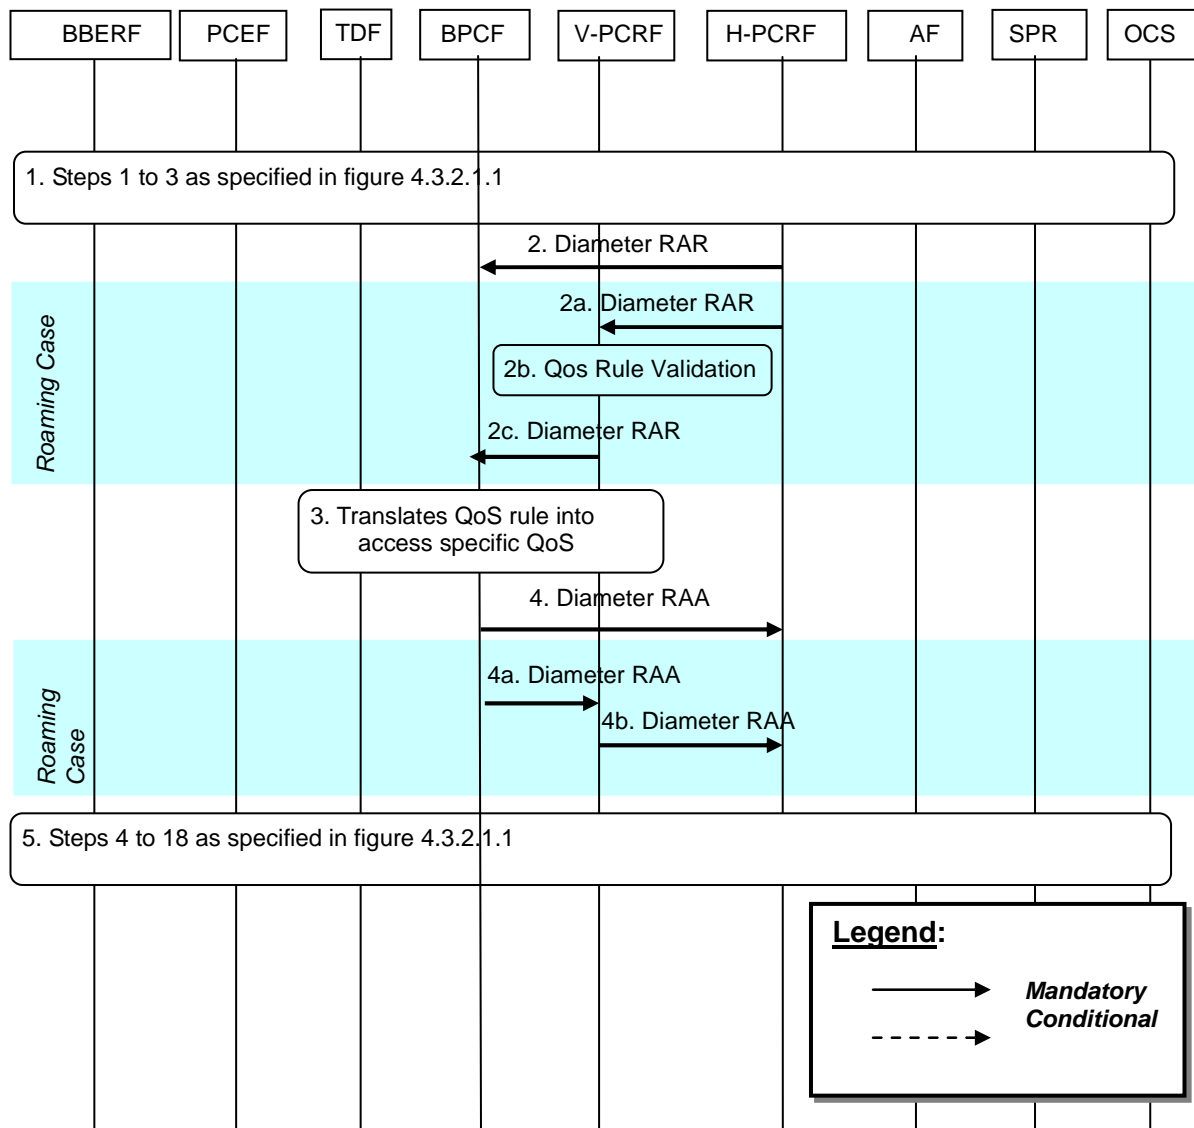 BBERF PCEF TDF BPCF V-PCRF H-PCRF AF SPR OCS
1. Steps 1 to 3 as specified in figure 4.3.2.1.1
2. Diameter RAR
Roaming Case
2a. Diameter RAR
2b. Qos Rule Validation
2c. Diameter RAR
3. Translates QoS rule into
access specific QoS
4. Diameter RAA
Roaming
Case
4a. Diameter RAA
4b. Diameter RAA
5. Steps 4 to 18 as specified in figure 4.3.2.1.1
Legend:
Mandatory
Conditional